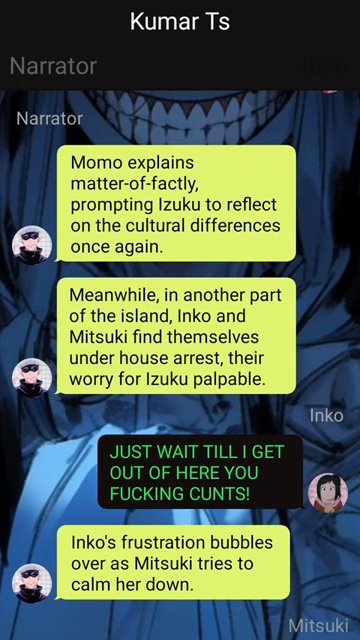 Kumar Ts
Narrator
Inko
Narrator
Momo explains
matter-of-factly,
prompting Izuku to reflect
on the cultural differences
once again.
Meanwhile, in another part
of the island, Inko and
Mitsuki find themselves
under house arrest, their
worry for Izuku palpable.
Inko
JUST WAIT TILL I GET
OUT OF HERE YOU
FUCKING CUNTS!
Inko's frustration bubbles
over as Mitsuki tries to
calm her down.
Mitsuki